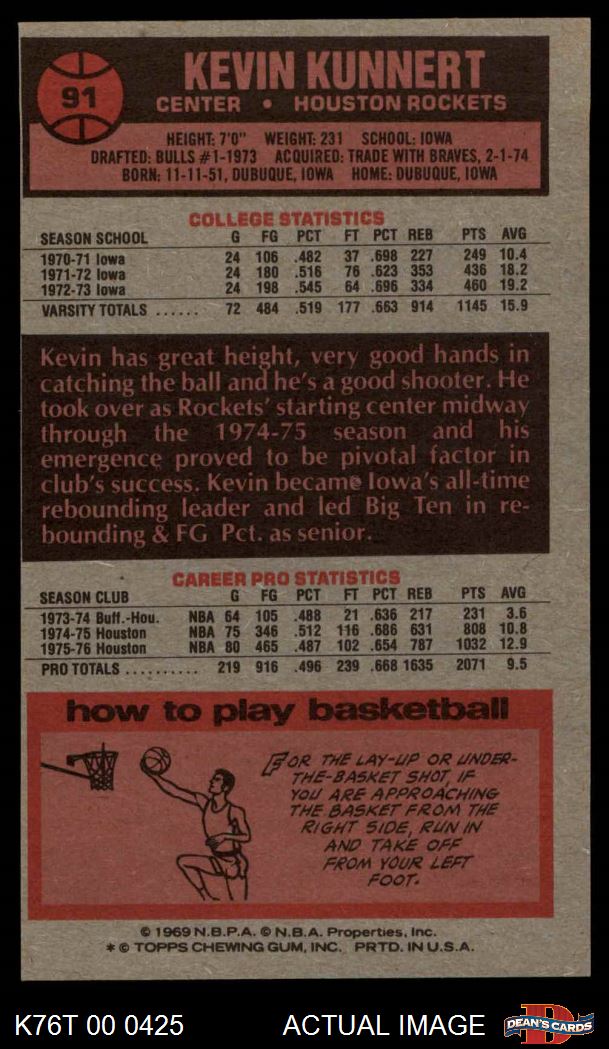 91
KEVIN KUNNERT
CENTER • HOUSTON ROCKETS
HEIGHT: 7'0" WEIGHT: 231 SCHOOL: IOWA
DRAFTED: BULLS #1-1973 ACQUIRED: TRADE WITH BRAVES, 2-1-74
BORN: 11-11-51, DUBUQUE, IOWA HOME: DUBUQUE, IOWA
COLLEGE STATISTICS
SEASON SCHOOL G FG PCT FT PCT REB PTS AVG
1970-71 Iowa 24 106 .482 37 .698 227 249 10.4
1971-72 Iowa 24 180 .516 76 .623 353 436 18.2
1972-73 Iowa 24 198 .545 64 .696 334 460 19.2
VARSITY TOTALS ...... 72 484 .519 177 .663 914 1145 15.9
Kevin has great height, very good hands in
catching the ball and he's a good shooter. He
took over as Rockets' starting center midway
through the 1974-75 season and his
emergence proved to be pivotal factor in
club's success. Kevin became Iowa's all-time
rebounding leader and led Big Ten in re-
bounding & FG Pct. as senior.
CAREER PRO STATISTICS
SEASON CLUB G FG PCT FT PCT REB PTS AVG
1973-74 Buff.-Hou. NBA 64 105 .488 21 .636 217 231 3.6
1974-75 Houston NBA 75 346 .512 116 .686 631 808 10.8
1975-76 Houston NBA 80 465 .487 102 .654 787 1032 12.9
PRO TOTALS .......... 219 916 .496 239 .668 1635 2071 9.5
how to play basketball
FOR THE LAY-UP OR UNDER-
THE-BASKET SHOT, IF
YOU ARE APPROACHING
THE BASKET FROM THE
RIGHT SIDE, RUN IN
AND TAKE OFF
FROM YOUR LEFT
FOOT.
© 1969 N.B.P.A. © N.B.A. Properties, Inc.
* © TOPPS CHEWING GUM, INC. PRTD. IN U.S.A.
K76T 00 0425 ACTUAL IMAGE D DEAN'S CARDS